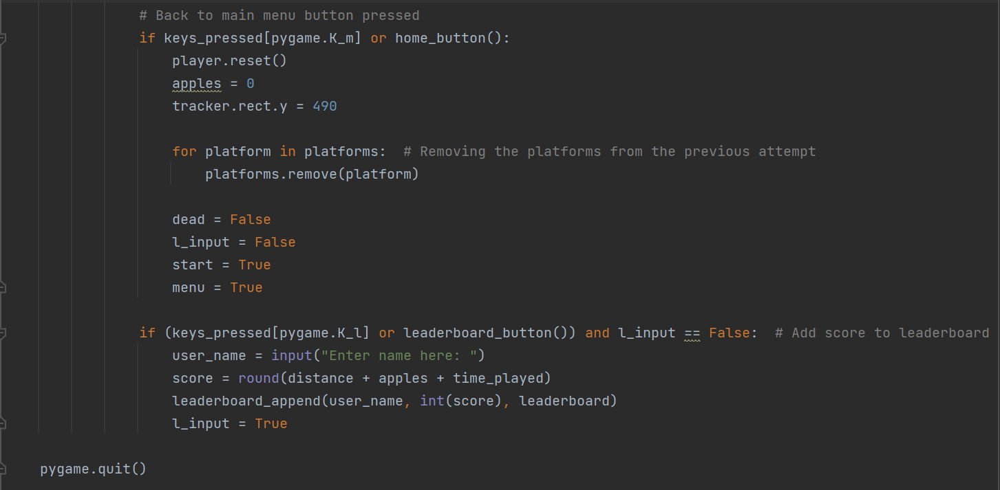 # Back to main menu button pressed
if keys_pressed[pygame.K_m] or home_button():
    player.reset()
    apples = 0
    tracker.rect.y = 490

    for platform in platforms:  # Removing the platforms from the previous attempt
        platforms.remove(platform)

    dead = False
    l_input = False
    start = True
    menu = True

if (keys_pressed[pygame.K_l] or leaderboard_button()) and l_input == False:  # Add score to leaderboard
    user_name = input("Enter name here: ")
    score = round(distance + apples + time_played)
    leaderboard_append(user_name, int(score), leaderboard)
    l_input = True

pygame.quit()